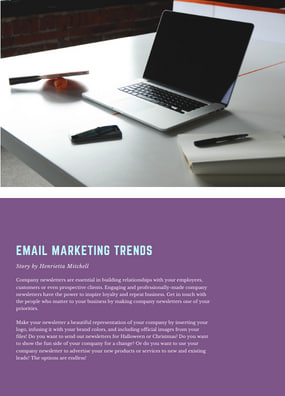 EMAIL MARKETING TRENDS
Story by Henrietta Mitchell
Company newsletters are essential in building relationships with your employees,
customers or even prospective clients. Engaging and professionally-made company
newsletters have the power to inspire loyalty and repeat business. Get in touch with
the people who matter to your business by making company newsletters one of your
priorities.
Make your newsletter a beautiful representation of your company by inserting your
logo, infusing it with your brand colors, and including official images from your
files! Do you want to send out newsletters for Halloween or Christmas? Do you want
to show the fun side of your company for a change? Or do you want to use your
company newsletter to advertise your new products or services to new and existing
leads? The options are endless!